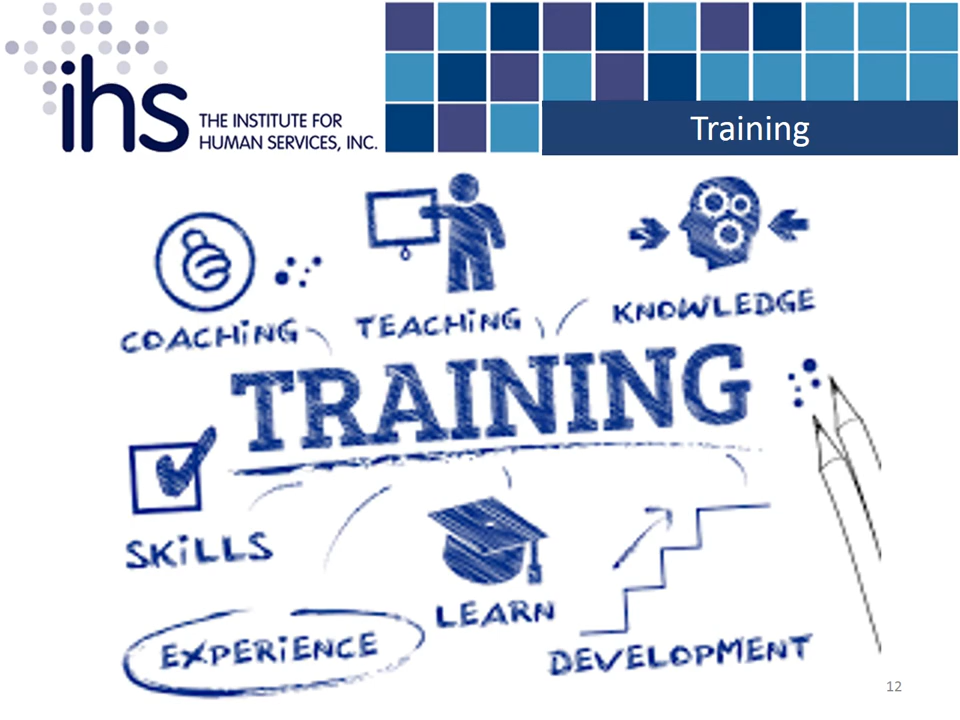 ihs
THE INSTITUTE FOR
HUMAN SERVICES, INC.
Training
COACHiNG
TEACHiNG
KNOWLEDGE
TRAINING
SKiLLS
LEARN
EXPERiENCE
DEVELOPMENT
12